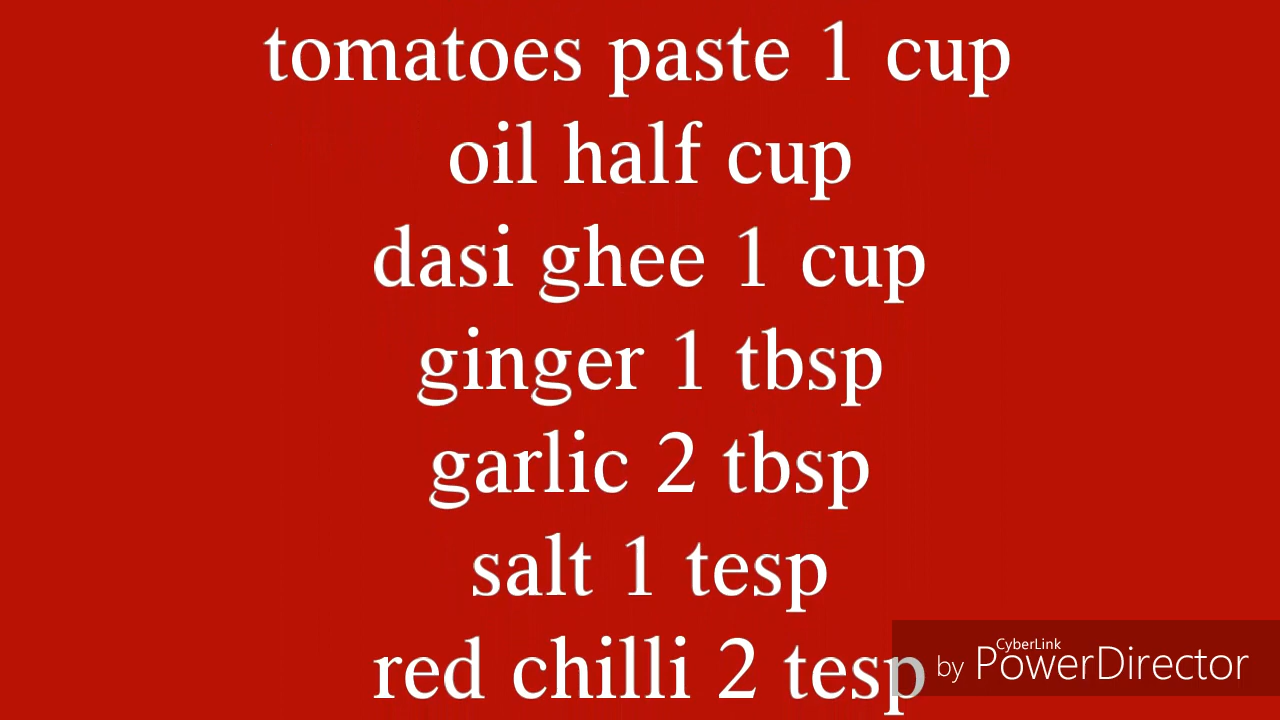 tomatoes paste 1 cup
oil half cup
dasi ghee 1 cup
ginger 1 tbsp
garlic 2 tbsp
salt 1 tesp
red chilli 2 tesp
CyberLink
by PowerDirector